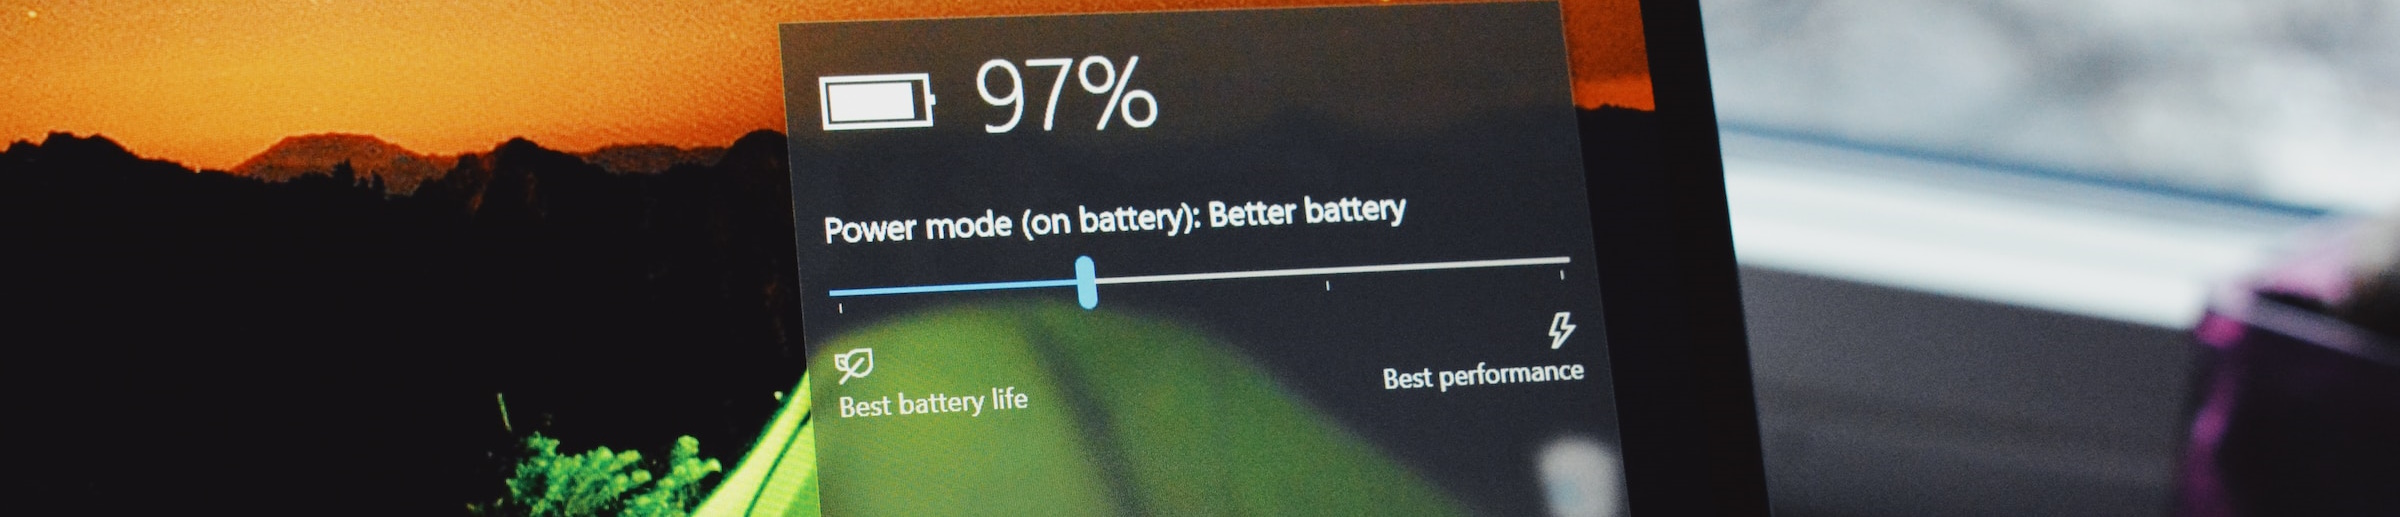 97%
Power mode (on battery): Better battery
Best battery life
Best performance